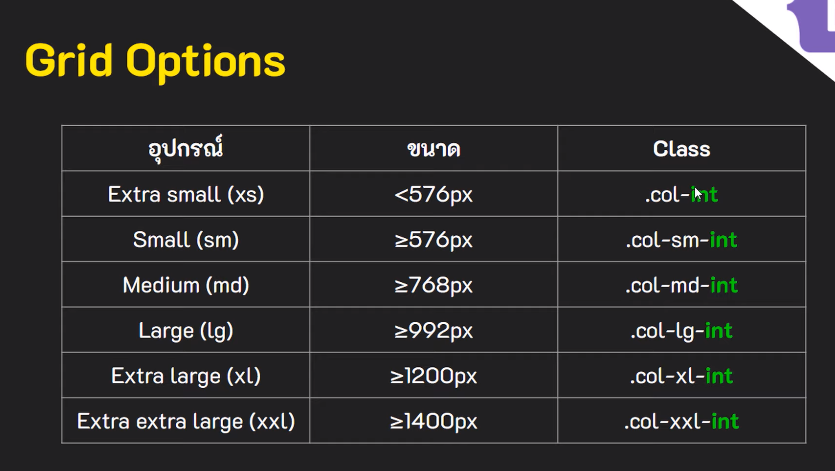 Grid Options
อุปกรณ์ ขนาด Class
Extra small (xs) <576px .col-int
Small (sm) ≥576px .col-sm-int
Medium (md) ≥768px .col-md-int
Large (lg) ≥992px .col-lg-int
Extra large (xl) ≥1200px .col-xl-int
Extra extra large (xxl) ≥1400px .col-xxl-int